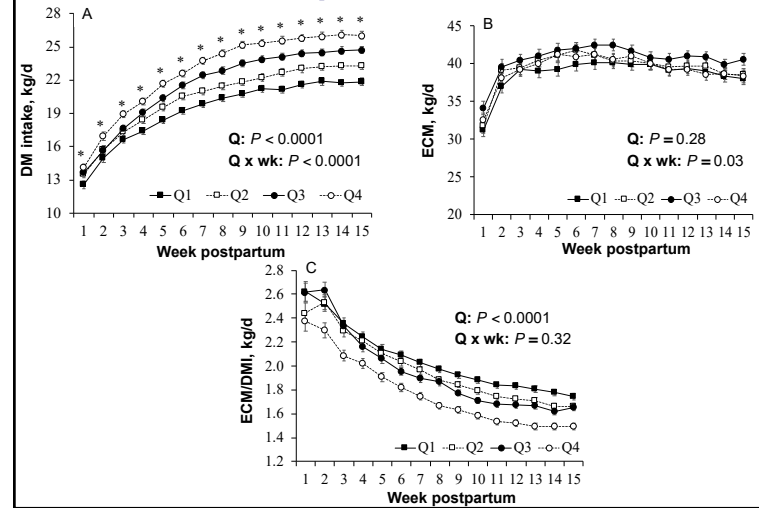 A
DM intake, kg/d
28
25
22
19
16
13
10
* * * * * * * * * * * * * * *
Q: P < 0.0001
Q x wk: P < 0.0001
Q1 Q2 Q3 Q4
1 2 3 4 5 6 7 8 9 10 11 12 13 14 15
Week postpartum
B
ECM, kg/d
45
40
35
30
25
20
P = 0.28
Q: P = 0.28
Q x wk: P = 0.03
Q1 Q2 Q3 Q4
1 2 3 4 5 6 7 8 9 10 11 12 13 14 15
Week postpartum
C
ECM/DMI, kg/d
2.8
2.6
2.4
2.2
2.0
1.8
1.6
1.4
1.2
Q: P < 0.0001
Q x wk: P = 0.32
Q1 Q2 Q3 Q4
1 2 3 4 5 6 7 8 9 10 11 12 13 14 15
Week postpartum